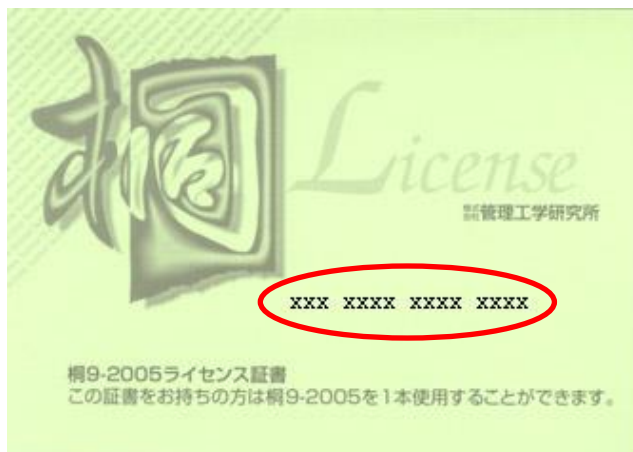 桐
License
株式会社管理工学研究所
xxx xxxx xxxx xxxx
桐9-2005ライセンス証書
この証書をお持ちの方は桐9-2005を1本使用することができます。